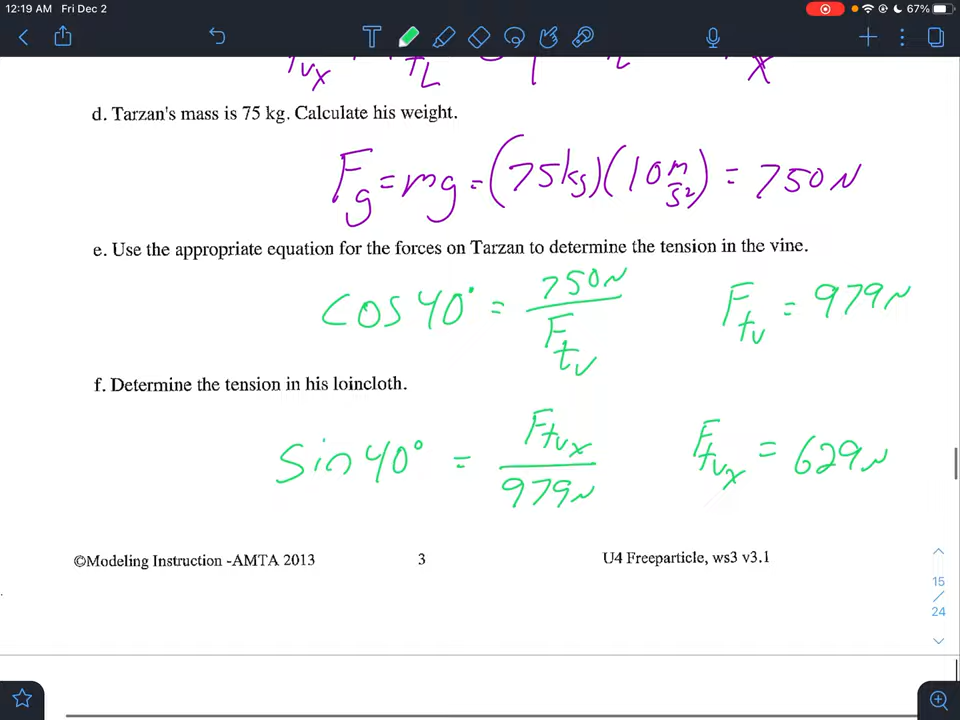 12:19 AM Fri Dec 2 67%
T
d. Tarzan's mass is 75 kg. Calculate his weight.
Fg = mg = (75kg)(10 m/s²) = 750 N
e. Use the appropriate equation for the forces on Tarzan to determine the tension in the vine.
cos 40° = 750N / Ftv Ftv = 979 N
f. Determine the tension in his loincloth.
sin 40° = Ftvx / 979N Ftvx = 629 N
©Modeling Instruction -AMTA 2013 3 U4 Freeparticle, ws3 v3.1
15
/
24